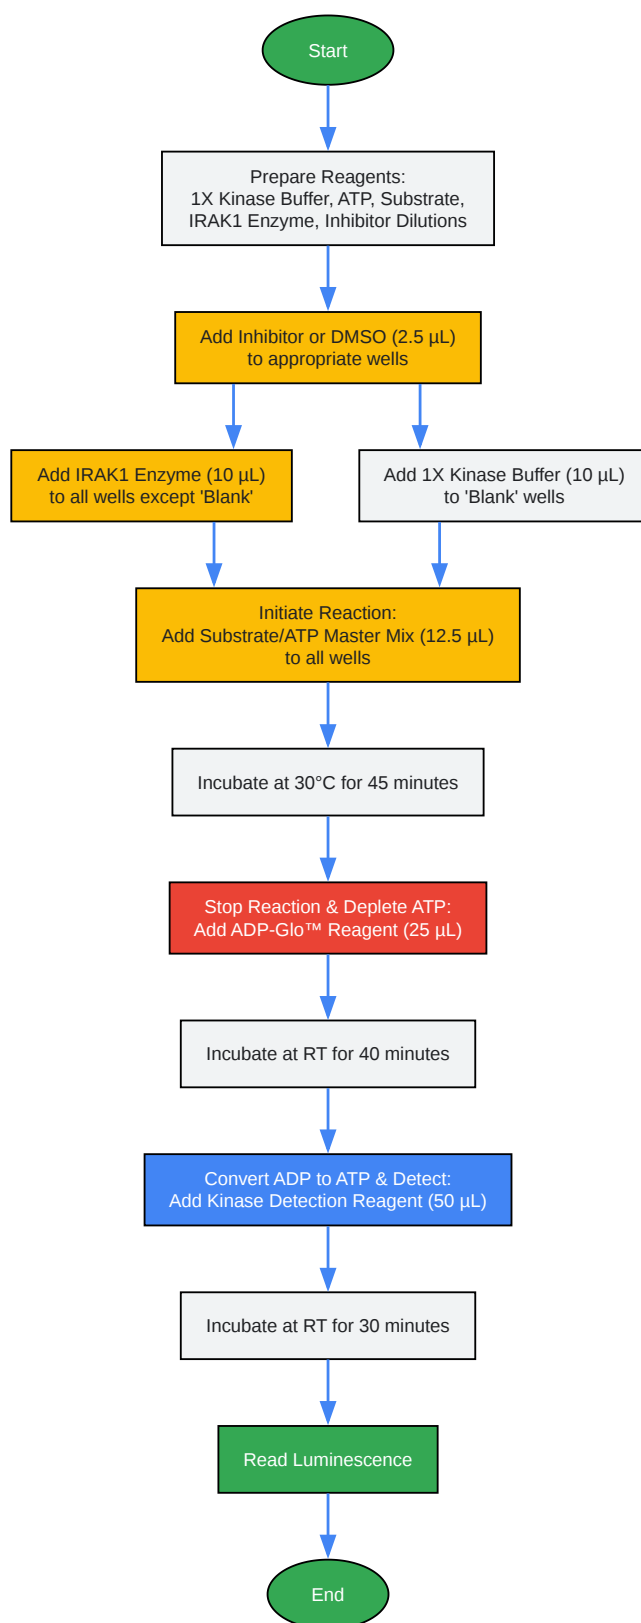 Start
Prepare Reagents:
1X Kinase Buffer, ATP, Substrate,
IRAK1 Enzyme, Inhibitor Dilutions
Add Inhibitor or DMSO (2.5 µL)
to appropriate wells
Add IRAK1 Enzyme (10 µL)
to all wells except 'Blank'
Add 1X Kinase Buffer (10 µL)
to 'Blank' wells
Initiate Reaction:
Add Substrate/ATP Master Mix (12.5 µL)
to all wells
Incubate at 30°C for 45 minutes
Stop Reaction & Deplete ATP:
Add ADP-Glo™ Reagent (25 µL)
Incubate at RT for 40 minutes
Convert ADP to ATP & Detect:
Add Kinase Detection Reagent (50 µL)
Incubate at RT for 30 minutes
Read Luminescence
End